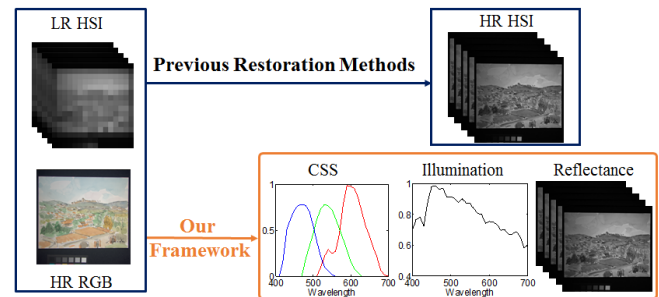 LR HSI
HR HSI
Previous Restoration Methods
HR RGB
Our
Framework
CSS
Illumination
Reflectance
1
0.5
0
400 500 600 700
Wavelength
1
0.8
0.6
0.4
400 500 600 700
Wavelength